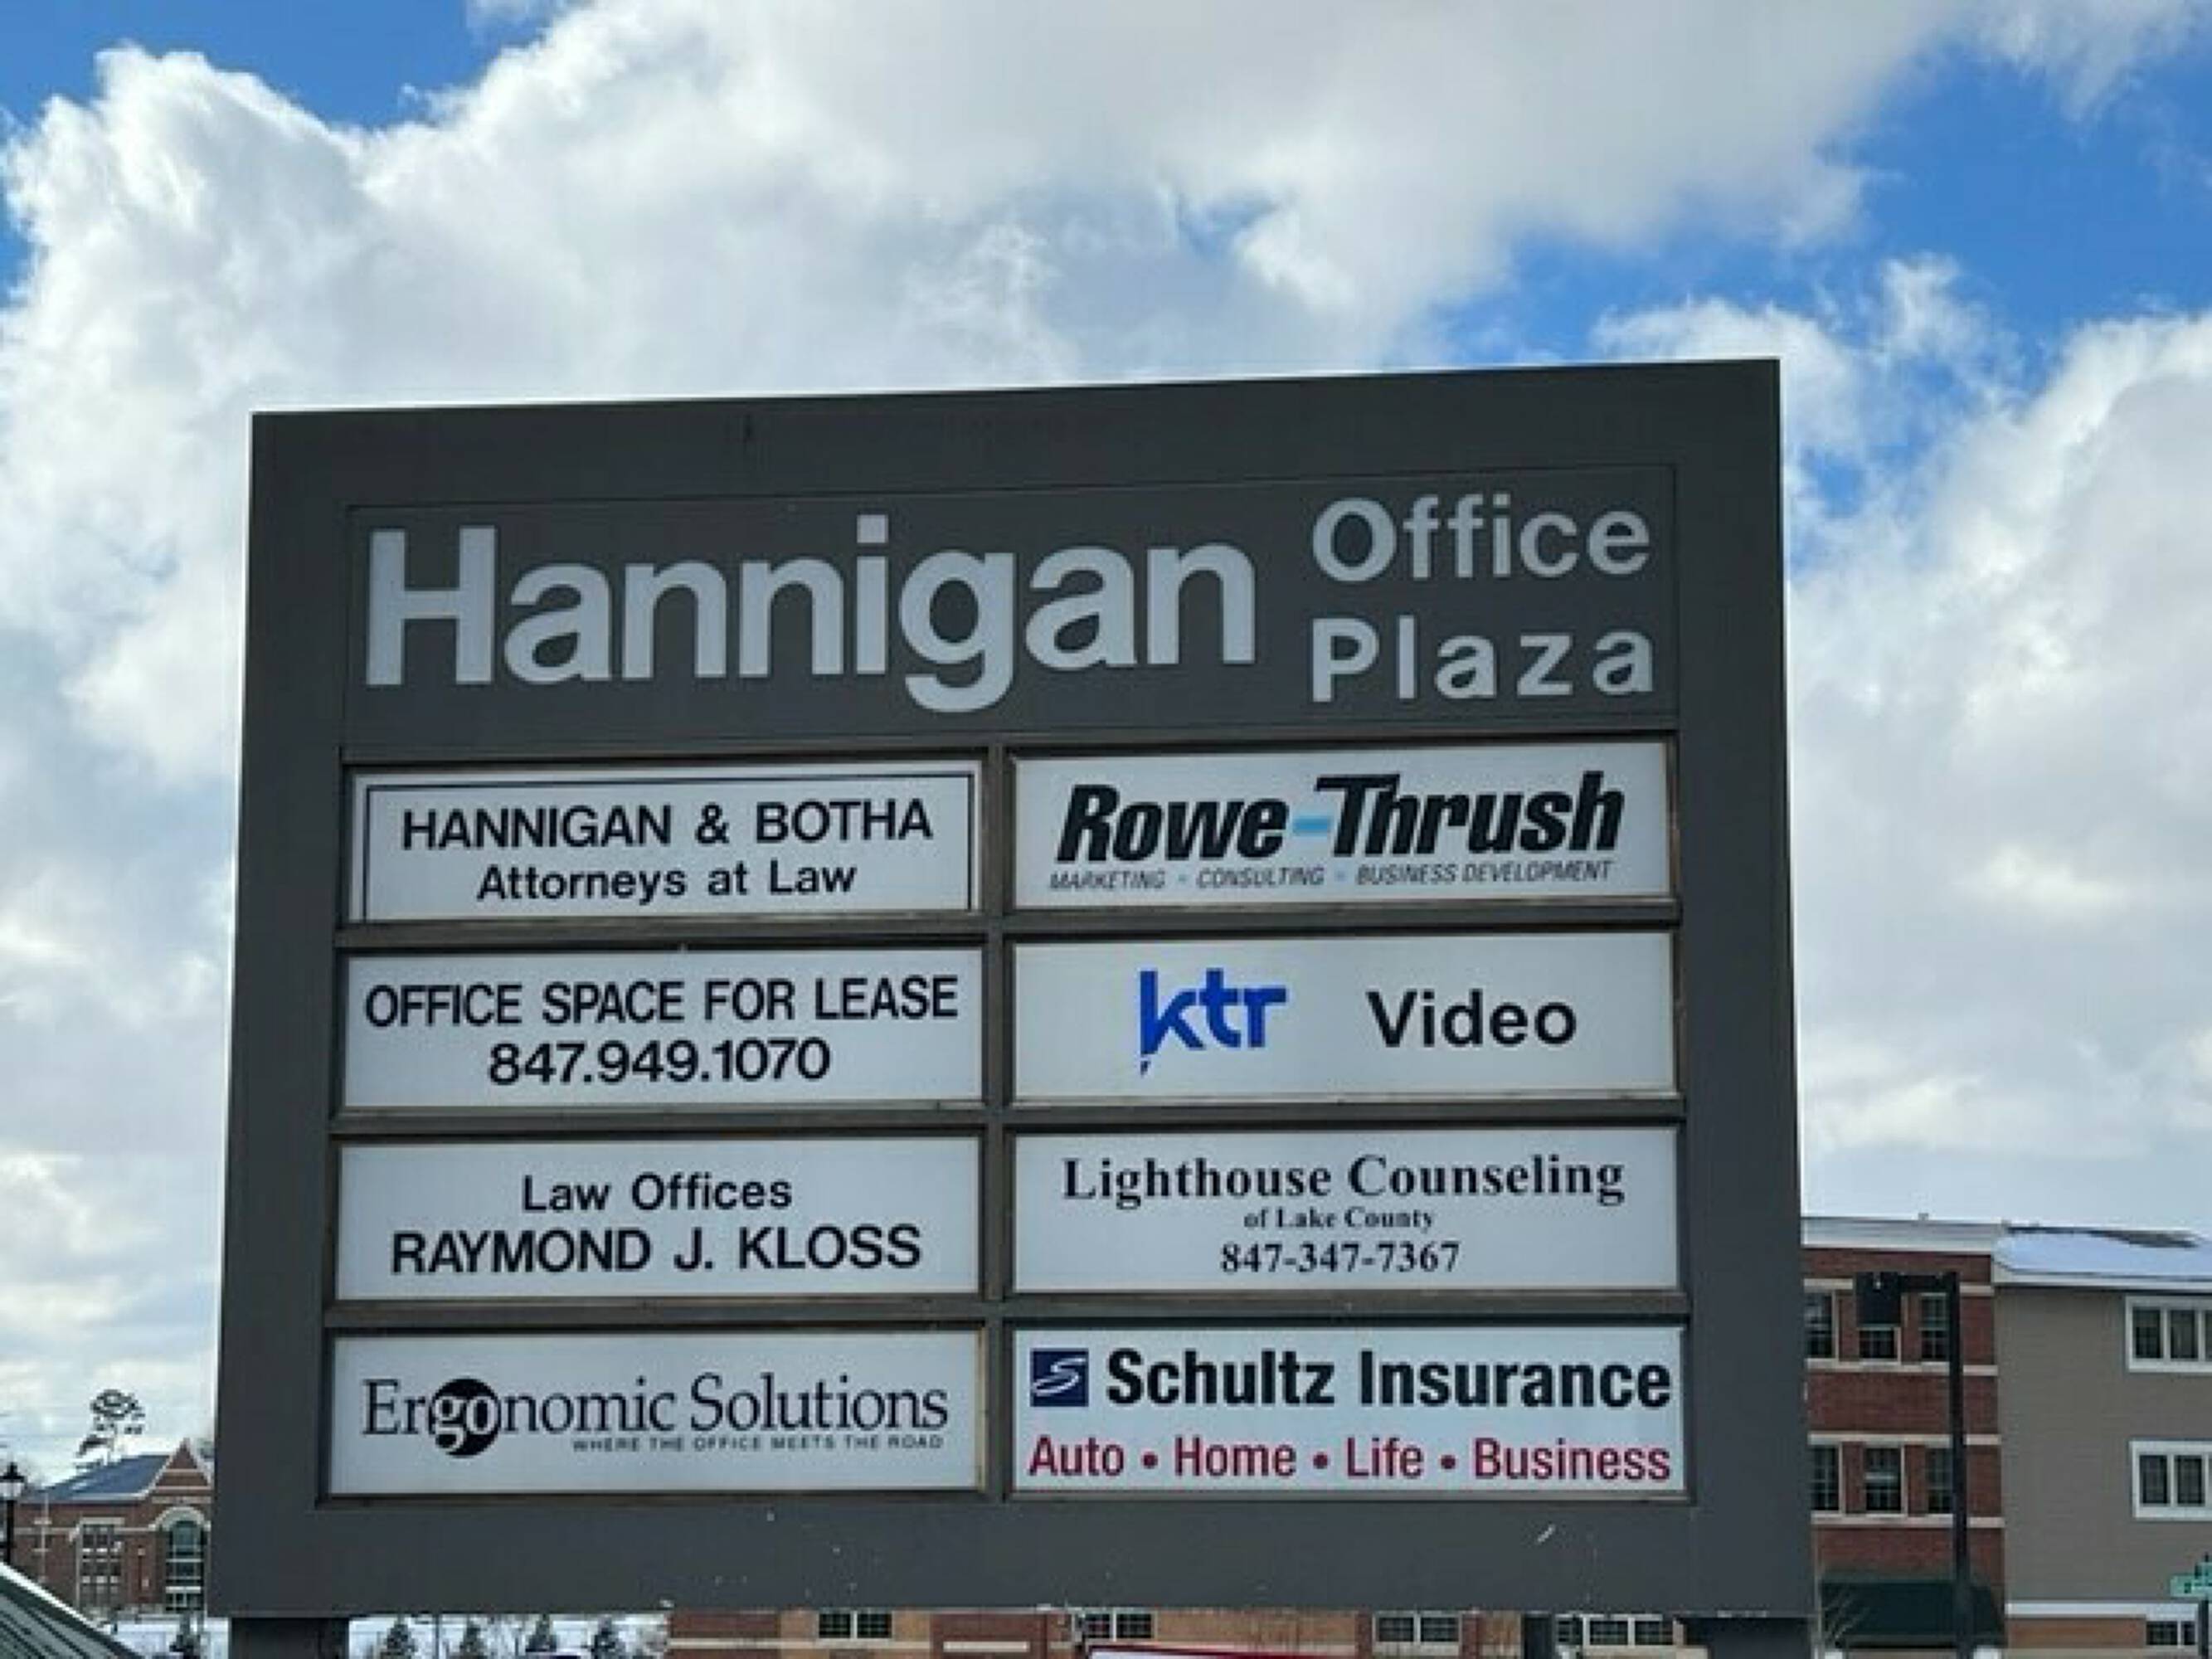 Hannigan Office Plaza
HANNIGAN & BOTHA
Attorneys at Law
Rowe-Thrush
MARKETING - CONSULTING - BUSINESS DEVELOPMENT
OFFICE SPACE FOR LEASE
847.949.1070
ktr Video
Law Offices
RAYMOND J. KLOSS
Lighthouse Counseling
of Lake County
847-347-7367
Ergonomic Solutions
WHERE THE OFFICE MEETS THE ROAD
Schultz Insurance
Auto • Home • Life • Business